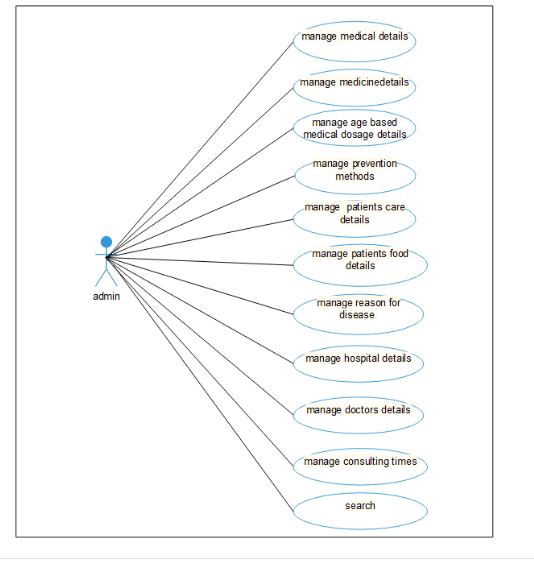 manage medical details
manage medicinedetails
manage age based
medical dosage details
manage prevention
methods
manage patients care
details
manage patients food
details
admin
manage reason for
disease
manage hospital details
manage doctors details
manage consulting times
search